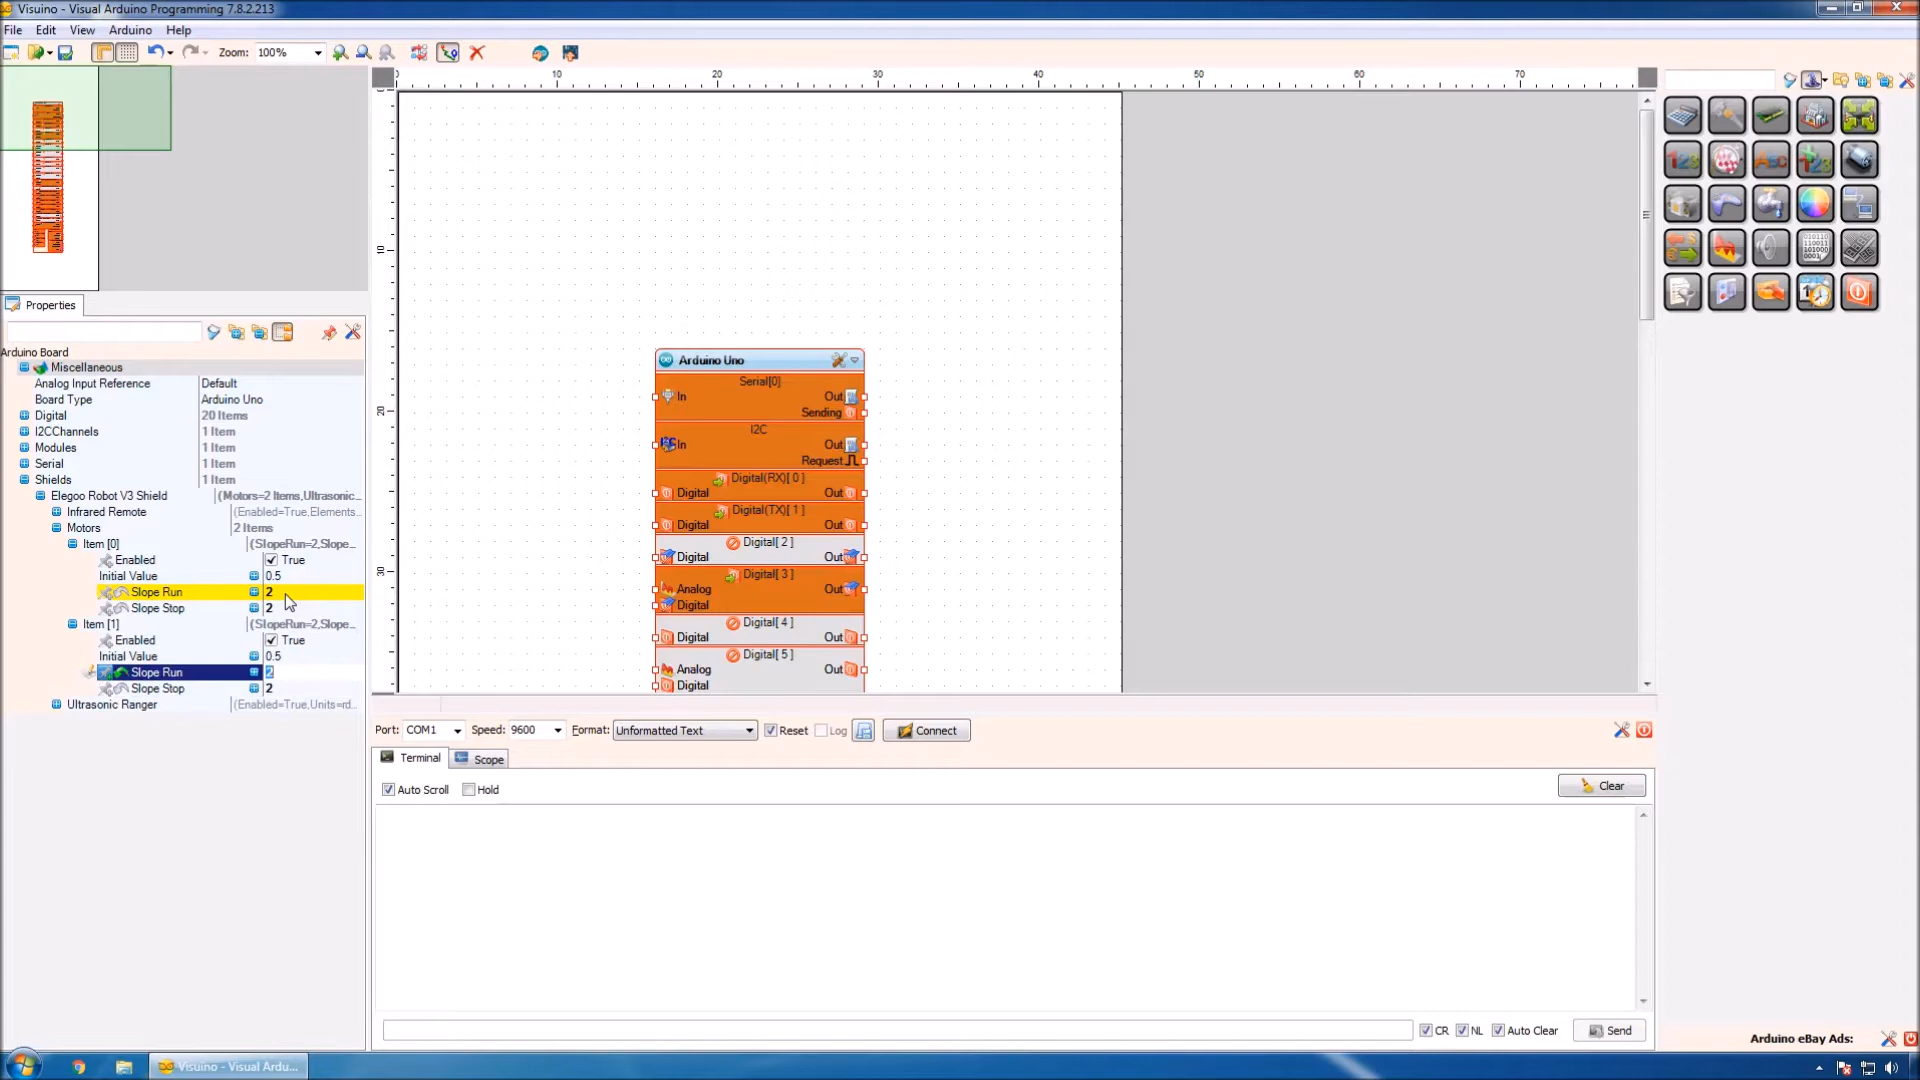 Visuino - Visual Arduino Programming 7.8.2.213
File Edit View Arduino Help
Zoom: 100%
0 10 20 30 40 50 60 70
10
20
30
Properties
Arduino Board
Miscellaneous
Analog Input Reference Default
Board Type Arduino Uno
Digital 20 Items
I2CChannels 1 Item
Modules 1 Item
Serial 1 Item
Shields 1 Item
Elegoo Robot V3 Shield (Motors=2 Items,Ultrasonic...
Infrared Remote (Enabled=True,Elements...
Motors 2 Items
Item [0] (SlopeRun=2,Slope...
Enabled True
Initial Value 0.5
Slope Run 2
Slope Stop 2
Item [1] (SlopeRun=2,Slope...
Enabled True
Initial Value 0.5
Slope Run 2
Slope Stop 2
Ultrasonic Ranger (Enabled=True,Units=rd...
Arduino Uno
Serial[0]
In Out
Sending
I2C
In Out
Request
Digital(RX)[ 0 ]
Digital Out
Digital(TX)[ 1 ]
Digital Out
Digital[ 2 ]
Digital Out
Digital[ 3 ]
Analog Out
Digital
Digital[ 4 ]
Digital Out
Digital[ 5 ]
Analog Out
Digital
Port: COM1 Speed: 9600 Format: Unformatted Text Reset Log Connect
Terminal Scope
Auto Scroll Hold Clear
CR NL Auto Clear Send
Arduino eBay Ads:
Visuino - Visual Ardu...